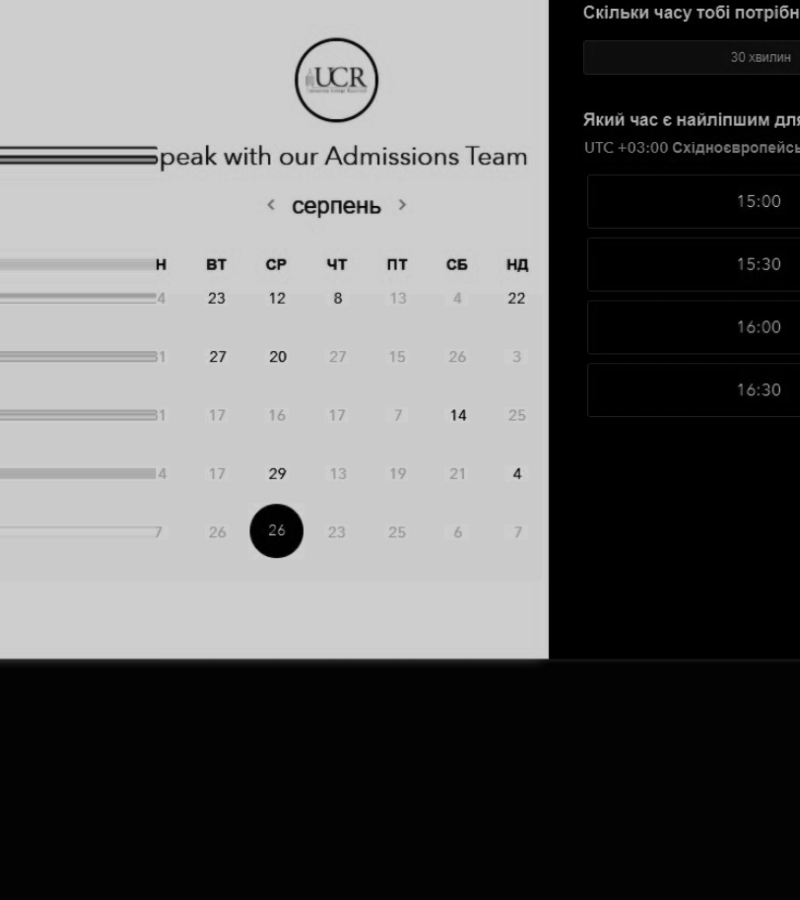 UCR
peak with our Admissions Team
< серпень >
Н ВТ СР ЧТ ПТ СБ НД
4 23 12 8 13 4 22
31 27 20 27 15 26 3
31 17 16 17 7 14 25
4 17 29 13 19 21 4
7 26 26 23 25 6 7
Скільки часу тобі потрібн
30 хвилин
Який час є найліпшим для
UTC +03:00 Східноєвропейсь
15:00
15:30
16:00
16:30